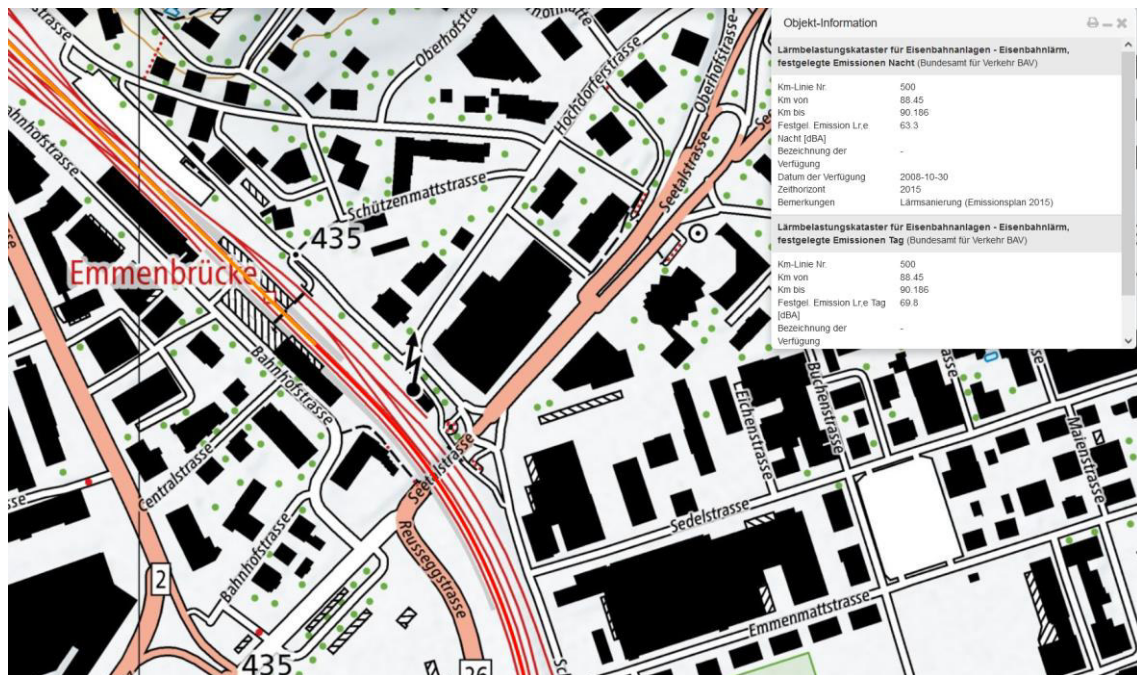 Oberhofstrasse
Hochdorferstrasse
Oberhofstrasse
Bahnhofstrasse
Schützenmattstrasse
Seetalstrasse
435
Emmenbrücke
Bahnhofstrasse
Centralstrasse
Seetalstrasse
Bahnhofstrasse
Reusseggstrasse
2
435
26
Eichenstrasse
Buchenstrasse
Maienstrasse
Sedelstrasse
Emmenmattstrasse
Objekt-Information
Lärmbelastungskataster für Eisenbahnanlagen - Eisenbahnlärm,
festgelegte Emissionen Nacht (Bundesamt für Verkehr BAV)
Km-Linie Nr. 500
Km von 88.45
Km bis 90.186
Festgel. Emission Lr,e 63.3
Nacht [dBA]
Bezeichnung der -
Verfügung
Datum der Verfügung 2008-10-30
Zeithorizont 2015
Bemerkungen Lärmsanierung (Emissionsplan 2015)
Lärmbelastungskataster für Eisenbahnanlagen - Eisenbahnlärm,
festgelegte Emissionen Tag (Bundesamt für Verkehr BAV)
Km-Linie Nr. 500
Km von 88.45
Km bis 90.186
Festgel. Emission Lr,e Tag 69.8
[dBA]
Bezeichnung der -
Verfügung